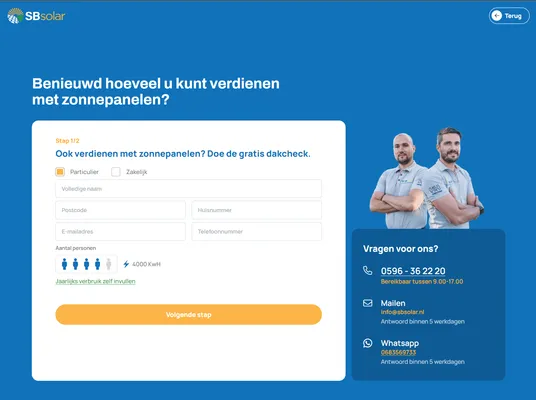 SBsolar
Terug
Benieuwd hoeveel u kunt verdienen
met zonnepanelen?
Stap 1/2
Ook verdienen met zonnepanelen? Doe de gratis dakcheck.
Particulier
Zakelijk
Volledige naam
Postcode
Huisnummer
E-mailadres
Telefoonnummer
Aantal personen
4000 KwH
Jaarlijks verbruik zelf invullen
Volgende stap
Vragen voor ons?
0596 - 36 22 20
Bereikbaar tussen 9.00-17.00
Mailen
info@sbsolar.nl
Antwoord binnen 5 werkdagen
Whatsapp
0683569733
Antwoord binnen 5 werkdagen